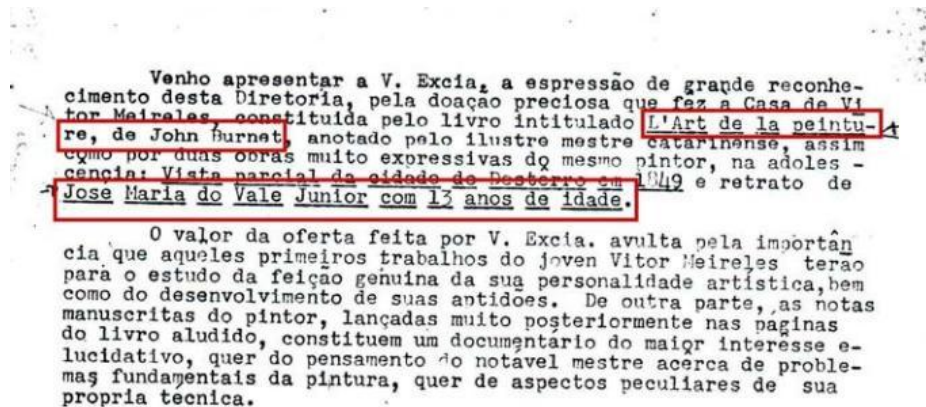 Venho apresentar a V. Excia. a espressão de grande reconhe-
cimento desta Diretoria, pela doação preciosa que fez a Casa de Vi
tor Meireles, constituida pelo livro intitulado L'Art de la peintu-
re, de John Burnet, anotado pelo ilustre mestre catarinense, assim
como por duas obras muito expressivas do mesmo pintor, na adoles -
cencia: Vista parcial da cidade do Desterro em 1849 e retrato de
Jose Maria do Vale Junior com 13 anos de idade.
O valor da oferta feita por V. Excia. avulta pela importân
cia que aqueles primeiros trabalhos do joven Vitor Meireles terão
para o estudo da feição genuina da sua personalidade artistica, bem
como do desenvolvimento de suas antidões. De outra parte, as notas
manuscritas do pintor, lançadas muito posteriormente nas paginas
do livro aludido, constituem um documentário do maior interêsse e-
lucidativo, quer do pensamento do notavel mestre acerca de proble-
mas fundamentais da pintura, quer de aspectos peculiares de sua
propria tecnica.